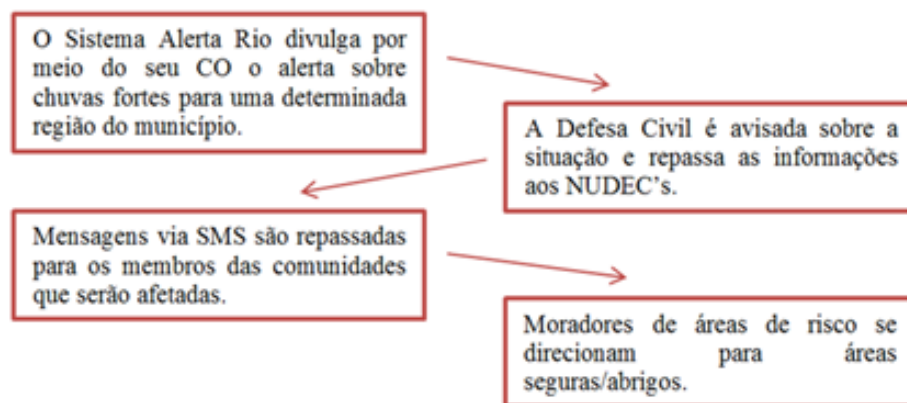 O Sistema Alerta Rio divulga por
meio do seu CO o alerta sobre
chuvas fortes para uma determinada
região do município.
A Defesa Civil é avisada sobre a
situação e repassa as informações
aos NUDEC's.
Mensagens via SMS são repassadas
para os membros das comunidades
que serão afetadas.
Moradores de áreas de risco se
direcionam para áreas
seguras/abrigos.